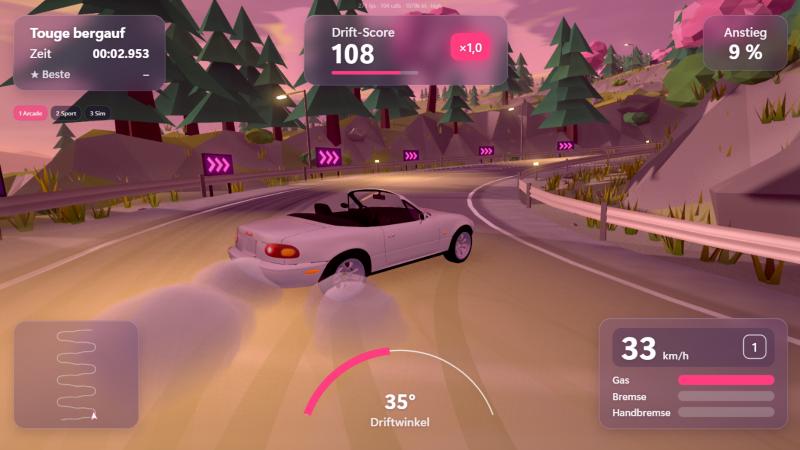 Touge bergauf
Zeit 00:02.953
★ Beste –
1 Arcade 2 Sport 3 Sim
Drift-Score
108
×1,0
Anstieg
9 %
35°
Driftwinkel
33 km/h 1
Gas
Bremse
Handbremse